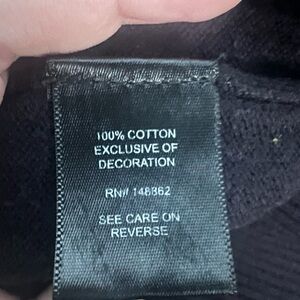 100% COTTON
EXCLUSIVE OF
DECORATION
RN# 148862
SEE CARE ON
REVERSE